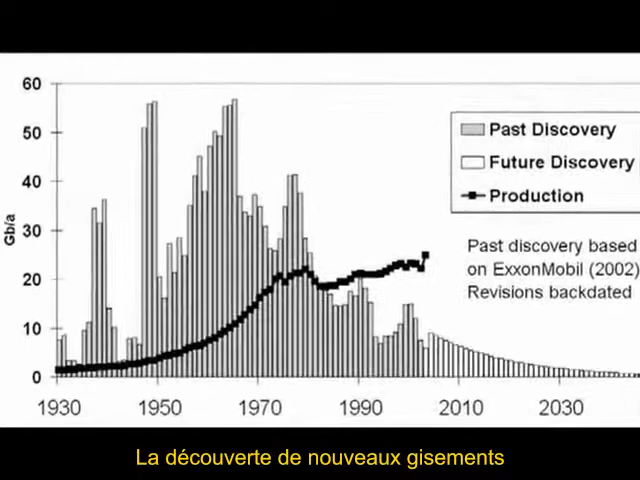 60
50
40
30
20
10
0
Gb/a
Past Discovery
Future Discovery
Production
Past discovery based
on ExxonMobil (2002)
Revisions backdated
1930 1950 1970 1990 2010 2030
La découverte de nouveaux gisements